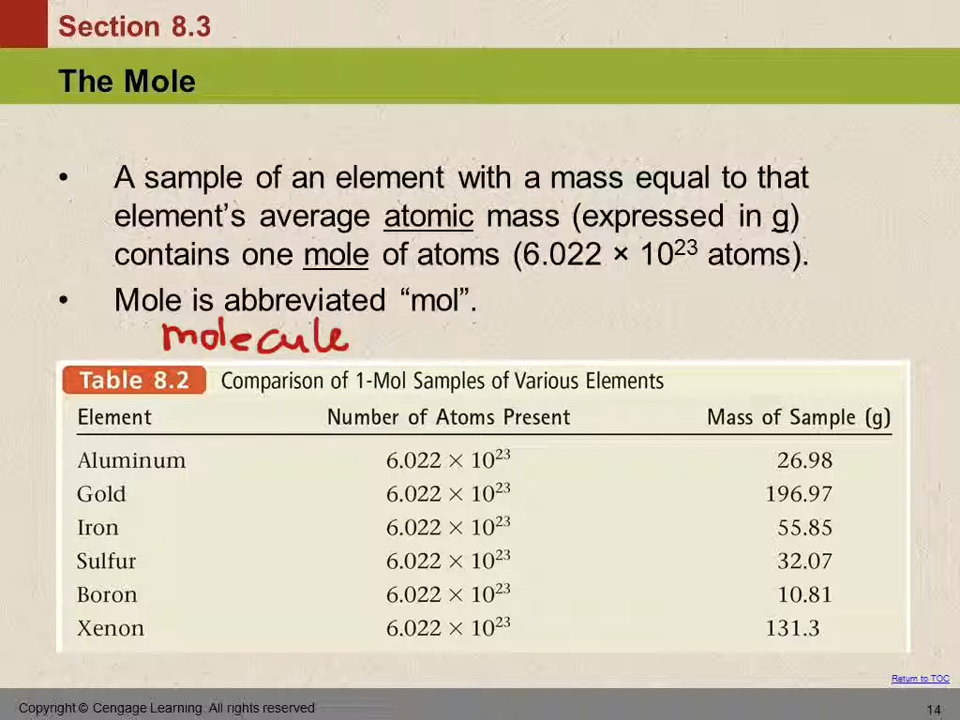 Section 8.3
The Mole
• A sample of an element with a mass equal to that
element's average atomic mass (expressed in g)
contains one mole of atoms (6.022 × 10²³ atoms).
• Mole is abbreviated “mol”.
molecule
Table 8.2 Comparison of 1-Mol Samples of Various Elements
Element Number of Atoms Present Mass of Sample (g)
Aluminum 6.022 × 10²³ 26.98
Gold 6.022 × 10²³ 196.97
Iron 6.022 × 10²³ 55.85
Sulfur 6.022 × 10²³ 32.07
Boron 6.022 × 10²³ 10.81
Xenon 6.022 × 10²³ 131.3
Return to TOC
Copyright © Cengage Learning. All rights reserved 14